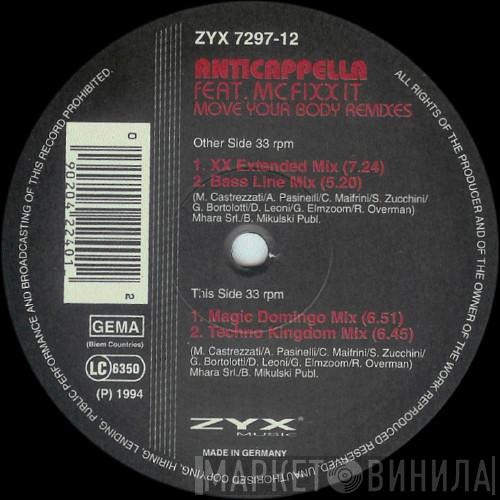 ZYX 7297-12
ANTICAPPELLA
FEAT. MC FIXX IT
MOVE YOUR BODY REMIXES
Other Side 33 rpm
1. XX Extended Mix (7.24)
2. Bass Line Mix (5.20)
(M. Castrezzati/A. Pasinelli/C. Maifrini/S. Zucchini/
G. Bortolotti/D. Leoni/G. Elmzoom/R. Overman)
Mhara Srl./B. Mikulski Publ.
This Side 33 rpm
1. Magic Domingo Mix (6.51)
2. Techno Kingdom Mix (6.45)
(M. Castrezzati/A. Pasinelli/C. Maifrini/S. Zucchini/
G. Bortolotti/D. Leoni/G. Elmzoom/R. Overman)
Mhara Srl./B. Mikulski Publ.
0 90204 22401 2
GEMA
(Biem Countries)
LC 6350
(P) 1994
ZYX®
MUSIC
MADE IN GERMANY
ALL RIGHTS OF THE PRODUCER AND OF THE OWNER OF THE WORK REPRODUCED RESERVED. UNAUTHORISED COPYING, HIRING, LENDING, PUBLIC PERFORMANCE AND BROADCASTING OF THIS RECORD PROHIBITED.
МАРКЕТ ВИНИЛА